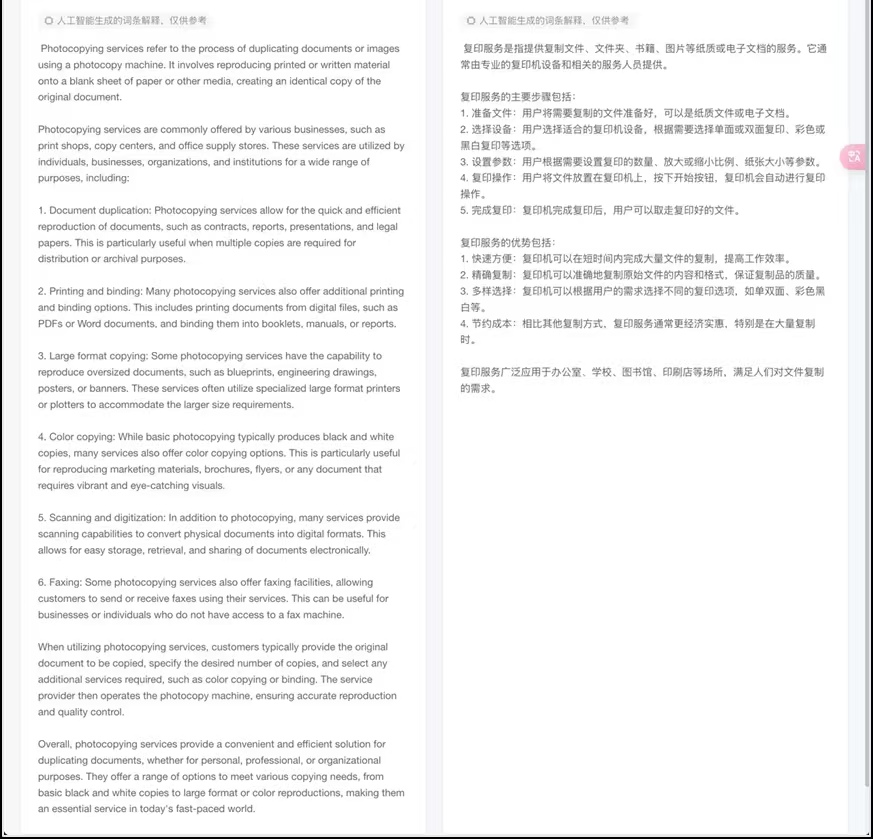 人工智能生成的词条解释，仅供参考
Photocopying services refer to the process of duplicating documents or images
using a photocopy machine. It involves reproducing printed or written material
onto a blank sheet of paper or other media, creating an identical copy of the
original document.
Photocopying services are commonly offered by various businesses, such as
print shops, copy centers, and office supply stores. These services are utilized by
individuals, businesses, organizations, and institutions for a wide range of
purposes, including:
1. Document duplication: Photocopying services allow for the quick and efficient
reproduction of documents, such as contracts, reports, presentations, and legal
papers. This is particularly useful when multiple copies are required for
distribution or archival purposes.
2. Printing and binding: Many photocopying services also offer additional printing
and binding options. This includes printing documents from digital files, such as
PDFs or Word documents, and binding them into booklets, manuals, or reports.
3. Large format copying: Some photocopying services have the capability to
reproduce oversized documents, such as blueprints, engineering drawings,
posters, or banners. These services often utilize specialized large format printers
or plotters to accommodate the larger size requirements.
4. Color copying: While basic photocopying typically produces black and white
copies, many services also offer color copying options. This is particularly useful
for reproducing marketing materials, brochures, flyers, or any document that
requires vibrant and eye-catching visuals.
5. Scanning and digitization: In addition to photocopying, many services provide
scanning capabilities to convert physical documents into digital formats. This
allows for easy storage, retrieval, and sharing of documents electronically.
6. Faxing: Some photocopying services also offer faxing facilities, allowing
customers to send or receive faxes using their services. This can be useful for
businesses or individuals who do not have access to a fax machine.
When utilizing photocopying services, customers typically provide the original
document to be copied, specify the desired number of copies, and select any
additional services required, such as color copying or binding. The service
provider then operates the photocopy machine, ensuring accurate reproduction
and quality control.
Overall, photocopying services provide a convenient and efficient solution for
duplicating documents, whether for personal, professional, or organizational
purposes. They offer a range of options to meet various copying needs, from
basic black and white copies to large format or color reproductions, making them
an essential service in today's fast-paced world.
人工智能生成的词条解释，仅供参考
复印服务是指提供复制文件、文件夹、书籍、图片等纸质或电子文档的服务。它通
常由专业的复印机设备和相关的服务人员提供。
复印服务的主要步骤包括：
1. 准备文件：用户将需要复制的文件准备好，可以是纸质文件或电子文档。
2. 选择设备：用户选择适合的复印机设备，根据需要选择单面或双面复印、彩色或
黑白复印等选项。
3. 设置参数：用户根据需要设置复印的数量、放大或缩小比例、纸张大小等参数。
4. 复印操作：用户将文件放置在复印机上，按下开始按钮，复印机会自动进行复印
操作。
5. 完成复印：复印机完成复印后，用户可以取走复印好的文件。
复印服务的优势包括：
1. 快速方便：复印机可以在短时间内完成大量文件的复制，提高工作效率。
2. 精确复制：复印机可以准确地复制原始文件的内容和格式，保证复制品的质量。
3. 多样选择：复印机可以根据用户的需求选择不同的复印选项，如单双面、彩色黑
白等。
4. 节约成本：相比其他复制方式，复印服务通常更经济实惠，特别是在大量复制
时。
复印服务广泛应用于办公室、学校、图书馆、印刷店等场所，满足人们对文件复制
的需求。